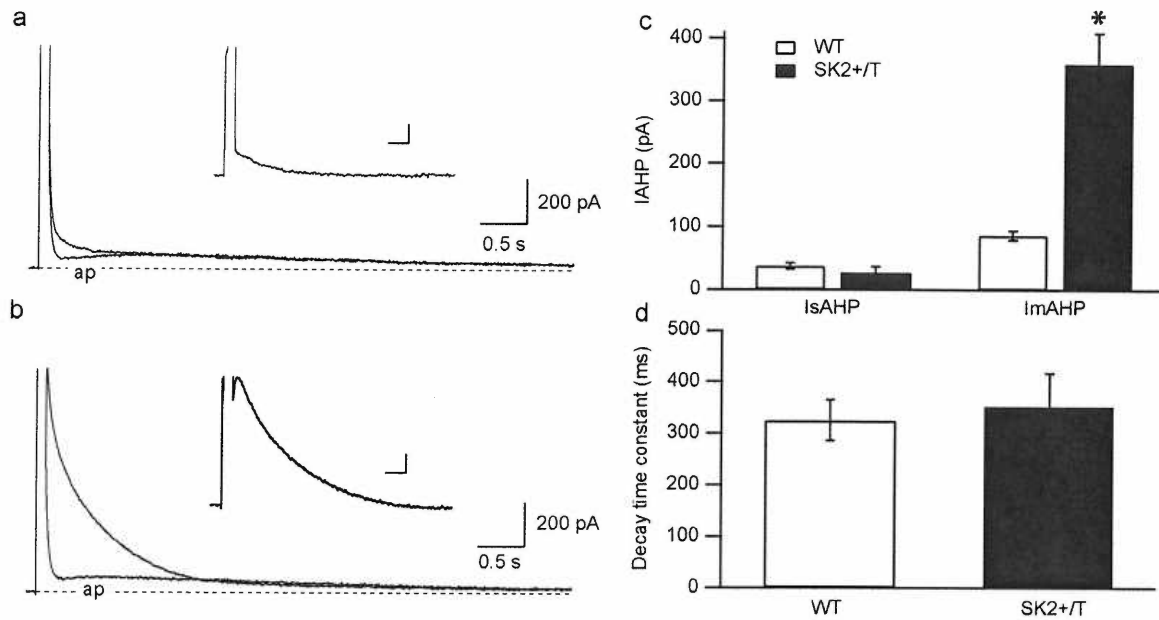 a
200 pA
0.5 s
ap
b
200 pA
0.5 s
ap
c
*
WT
SK2+/T
IAHP (pA)
400
300
200
100
0
IsAHP
ImAHP
d
Decay time constant (ms)
500
400
300
200
100
0
WT
SK2+/T